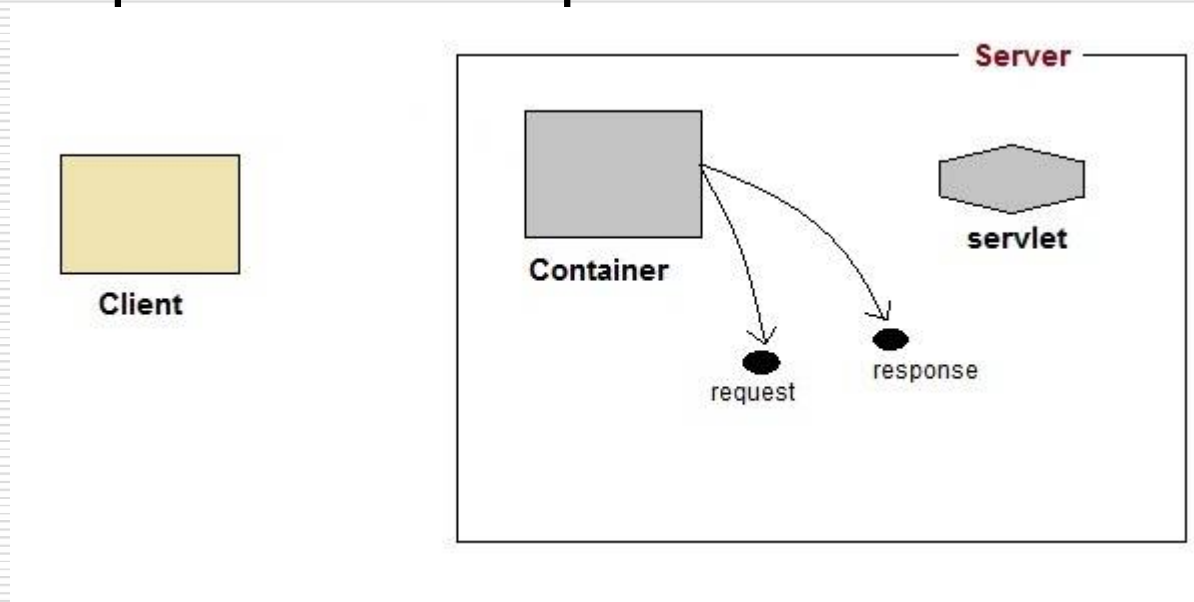 Server
servlet
Container
Client
response
request